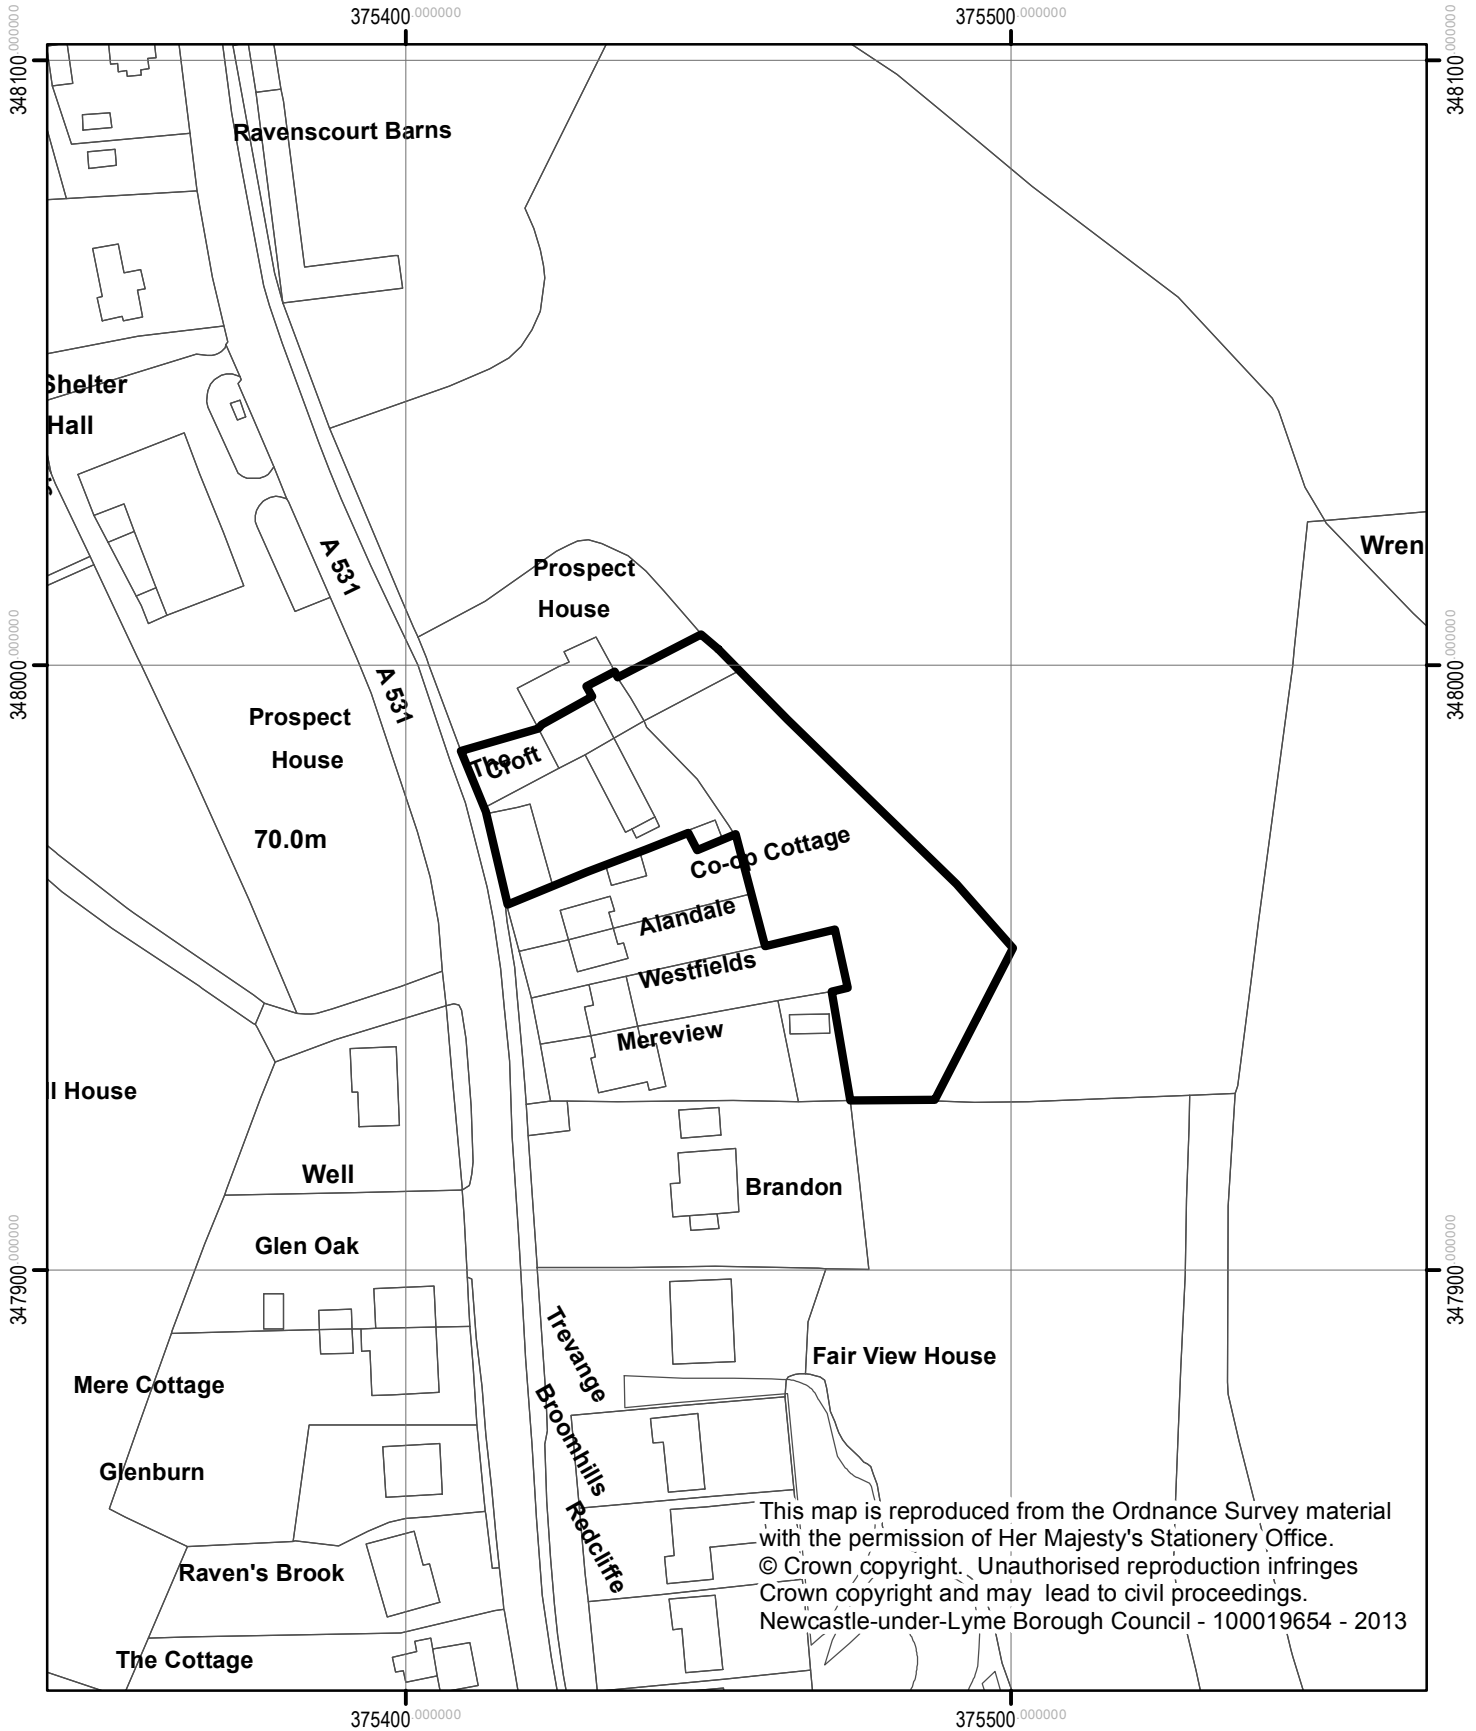 375400.000000
375500.000000
348100.000000
348100.000000
Ravenscourt Barns
Shelter
Hall
A 531
Wren
Prospect
House
348000.000000
348000.000000
A 531
Prospect
House
The
Croft
70.0m
Co-op Cottage
Alandale
Westfields
Mereview
ll House
Well
Brandon
Glen Oak
347900.000000
347900.000000
Trevange
Fair View House
Mere Cottage
Broomhills
Glenburn
Redcliffe
This map is reproduced from the Ordnance Survey material
with the permission of Her Majesty's Stationery Office.
© Crown copyright. Unauthorised reproduction infringes
Crown copyright and may lead to civil proceedings.
Newcastle-under-Lyme Borough Council - 100019654 - 2013
Raven's Brook
The Cottage
375400.000000
375500.000000